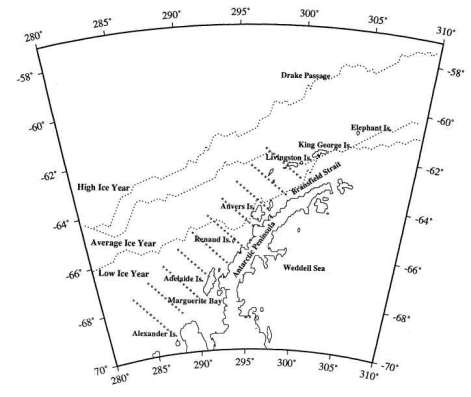 280° 285° 290° 295° 300° 305° 310°
-58° -58°
Drake Passage
-60° -60°
Elephant Is.
King George Is.
Livingston Is.
-62° -62°
Bransfield Strait
High Ice Year
Anvers Is.
-64° -64°
Average Ice Year
Renaud Is.
Antarctic Peninsula
Weddell Sea
-66° -66°
Low Ice Year
Adelaide Is.
Marguerite Bay
-68° -68°
Alexander Is.
70° -70°
280° 285° 290° 295° 300° 305° 310°